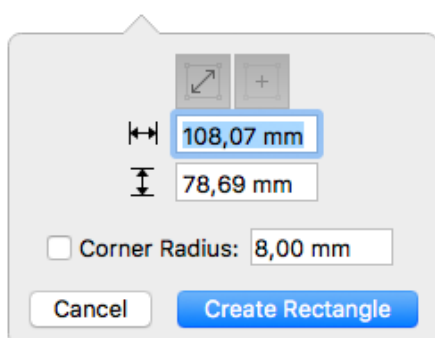 108,07 mm
78,69 mm
Corner Radius: 8,00 mm
Cancel Create Rectangle